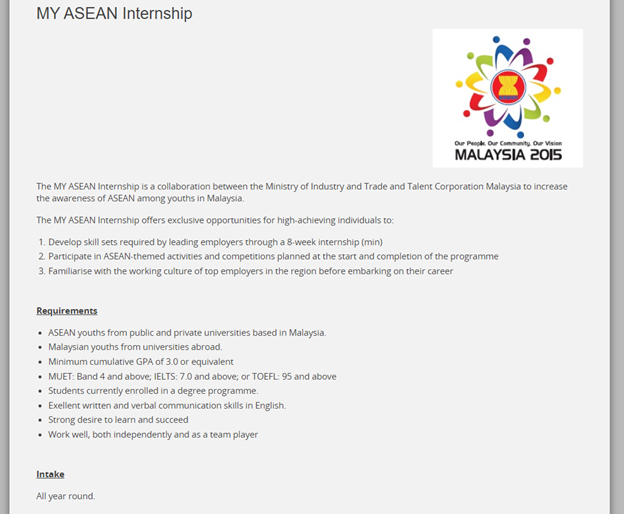 MY ASEAN Internship
Our People, Our Community, Our Vision
MALAYSIA 2015
The MY ASEAN Internship is a collaboration between the Ministry of Industry and Trade and Talent Corporation Malaysia to increase
the awareness of ASEAN among youths in Malaysia.
The MY ASEAN Internship offers exclusive opportunities for high-achieving individuals to:
1. Develop skill sets required by leading employers through a 8-week internship (min)
2. Participate in ASEAN-themed activities and competitions planned at the start and completion of the programme
3. Familiarise with the working culture of top employers in the region before embarking on their career
Requirements
• ASEAN youths from public and private universities based in Malaysia.
• Malaysian youths from universities abroad.
• Minimum cumulative GPA of 3.0 or equivalent
• MUET: Band 4 and above; IELTS: 7.0 and above; or TOEFL: 95 and above
• Students currently enrolled in a degree programme.
• Exellent written and verbal communication skills in English.
• Strong desire to learn and succeed
• Work well, both independently and as a team player
Intake
All year round.